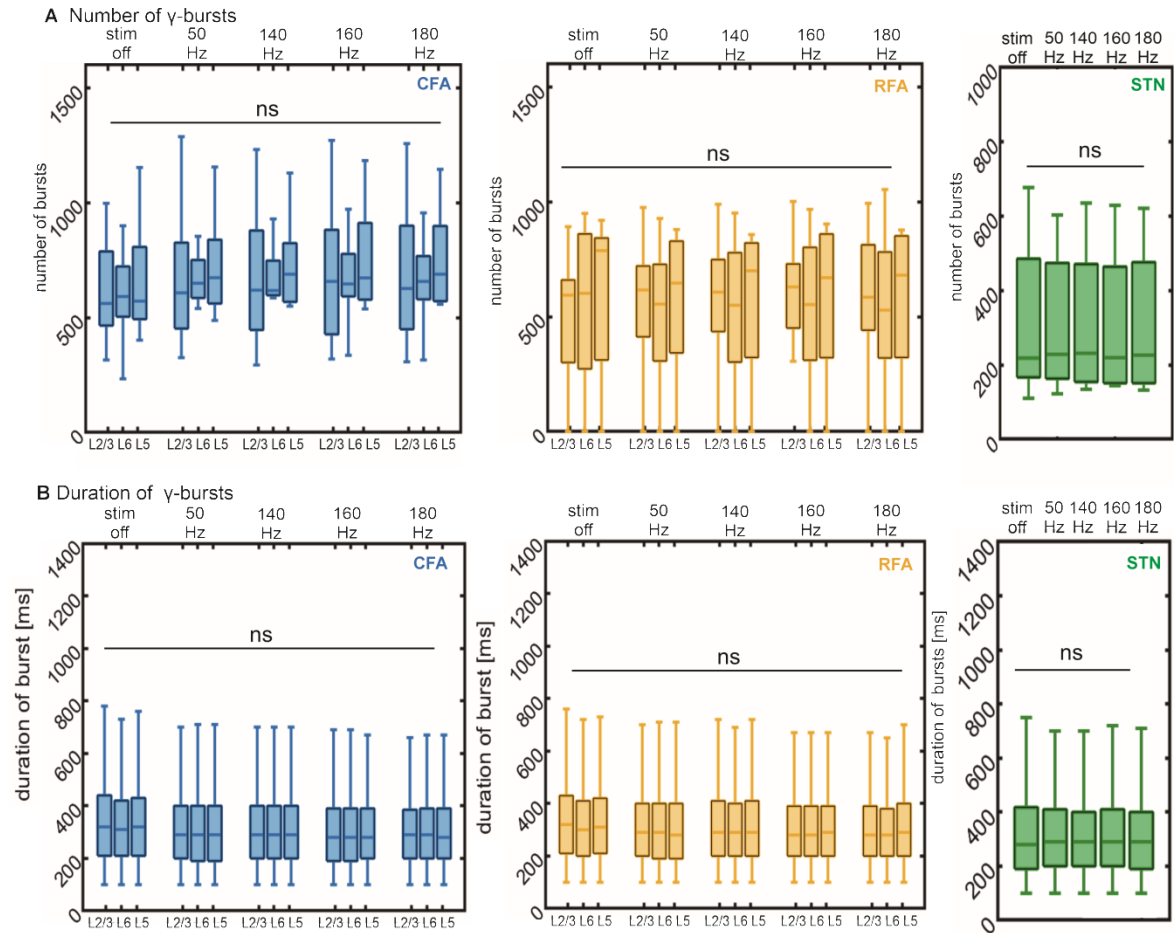 A Number of γ-bursts
stim off 50 Hz 140 Hz 160 Hz 180 Hz
CFA
ns
number of bursts
1500
1000
500
0
L2/3 L6 L5 L2/3 L6 L5 L2/3 L6 L5 L2/3 L6 L5 L2/3 L6 L5
stim off 50 Hz 140 Hz 160 Hz 180 Hz
RFA
ns
number of bursts
1500
1000
500
0
L2/3 L6 L5 L2/3 L6 L5 L2/3 L6 L5 L2/3 L6 L5 L2/3 L6 L5
stim off 50 Hz 140 Hz 160 Hz 180 Hz
STN
ns
number of bursts
1000
800
600
400
200
0
B Duration of γ-bursts
stim off 50 Hz 140 Hz 160 Hz 180 Hz
CFA
ns
duration of burst [ms]
1400
1200
1000
800
600
400
200
0
L2/3 L6 L5 L2/3 L6 L5 L2/3 L6 L5 L2/3 L6 L5 L2/3 L6 L5
stim off 50 Hz 140 Hz 160 Hz 180 Hz
RFA
ns
duration of burst [ms]
1400
1200
1000
800
600
400
200
0
L2/3 L6 L5 L2/3 L6 L5 L2/3 L6 L5 L2/3 L6 L5 L2/3 L6 L5
stim off 50 Hz 140 Hz 160 Hz 180 Hz
STN
ns
duration of bursts [ms]
1400
1200
1000
800
600
400
200
0